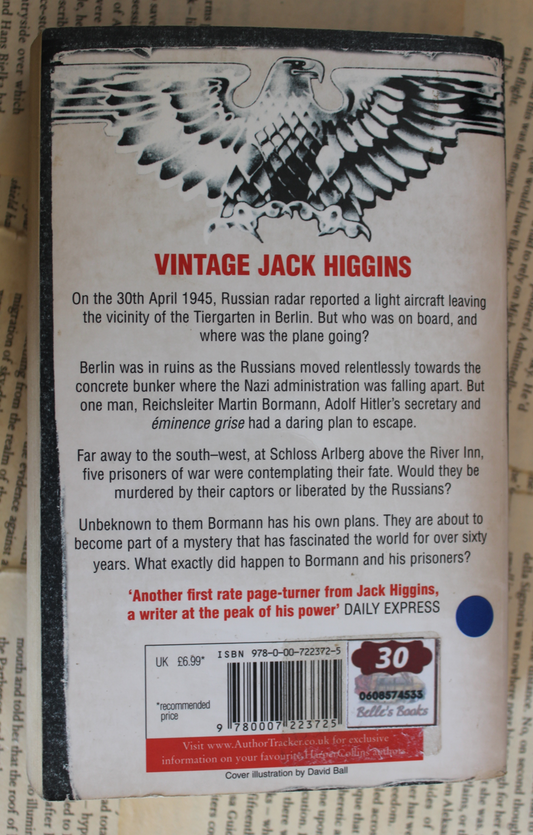 VINTAGE JACK HIGGINS
On the 30th April 1945, Russian radar reported a light aircraft leaving
the vicinity of the Tiergarten in Berlin. But who was on board, and
where was the plane going?
Berlin was in ruins as the Russians moved relentlessly towards the
concrete bunker where the Nazi administration was falling apart. But
one man, Reichsleiter Martin Bormann, Adolf Hitler's secretary and
éminence grise had a daring plan to escape.
Far away to the south–west, at Schloss Arlberg above the River Inn,
five prisoners of war were contemplating their fate. Would they be
murdered by their captors or liberated by the Russians?
Unbeknown to them Bormann has his own plans. They are about to
become part of a mystery that has fascinated the world for over sixty
years. What exactly did happen to Bormann and his prisoners?
'Another first rate page-turner from Jack Higgins,
a writer at the peak of his power' DAILY EXPRESS
UK £6.99*
*recommended
price
ISBN 978-0-00-722372-5
9 780007 223725
30
0608574533
Belle's Books
Visit www.AuthorTracker.co.uk for exclusive
information on your favourite HarperCollins authors
Cover illustration by David Ball